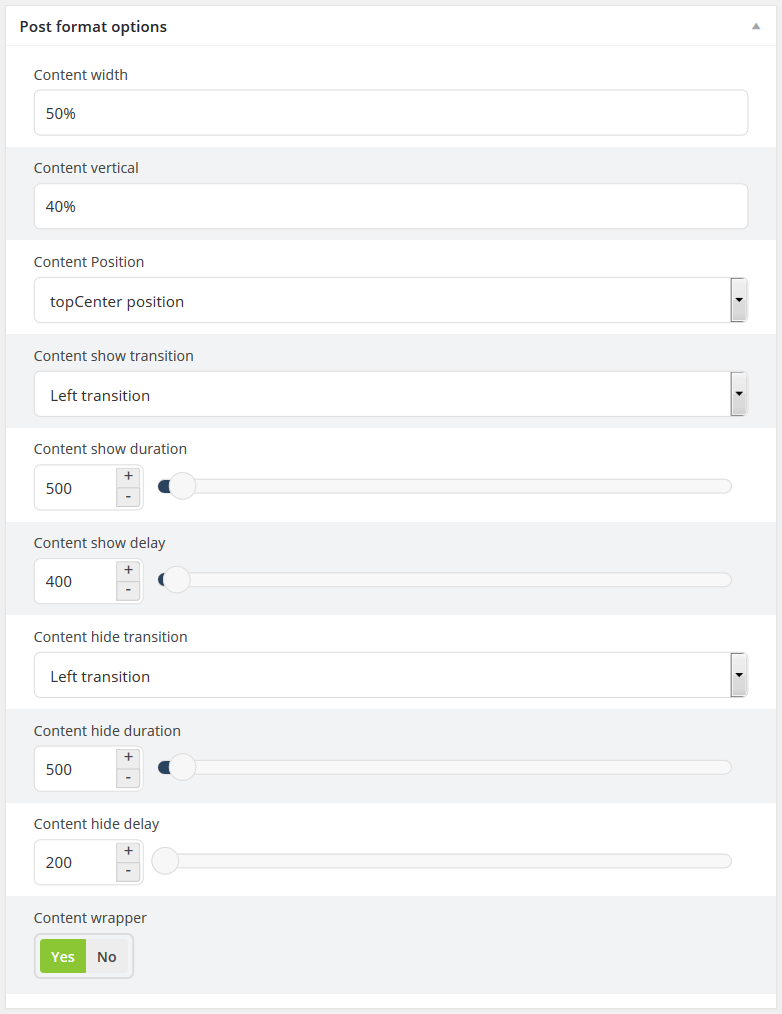 Post format options
Content width
50%
Content vertical
40%
Content Position
topCenter position
Content show transition
Left transition
Content show duration
500
+
-
Content show delay
400
+
-
Content hide transition
Left transition
Content hide duration
500
+
-
Content hide delay
200
+
-
Content wrapper
Yes No